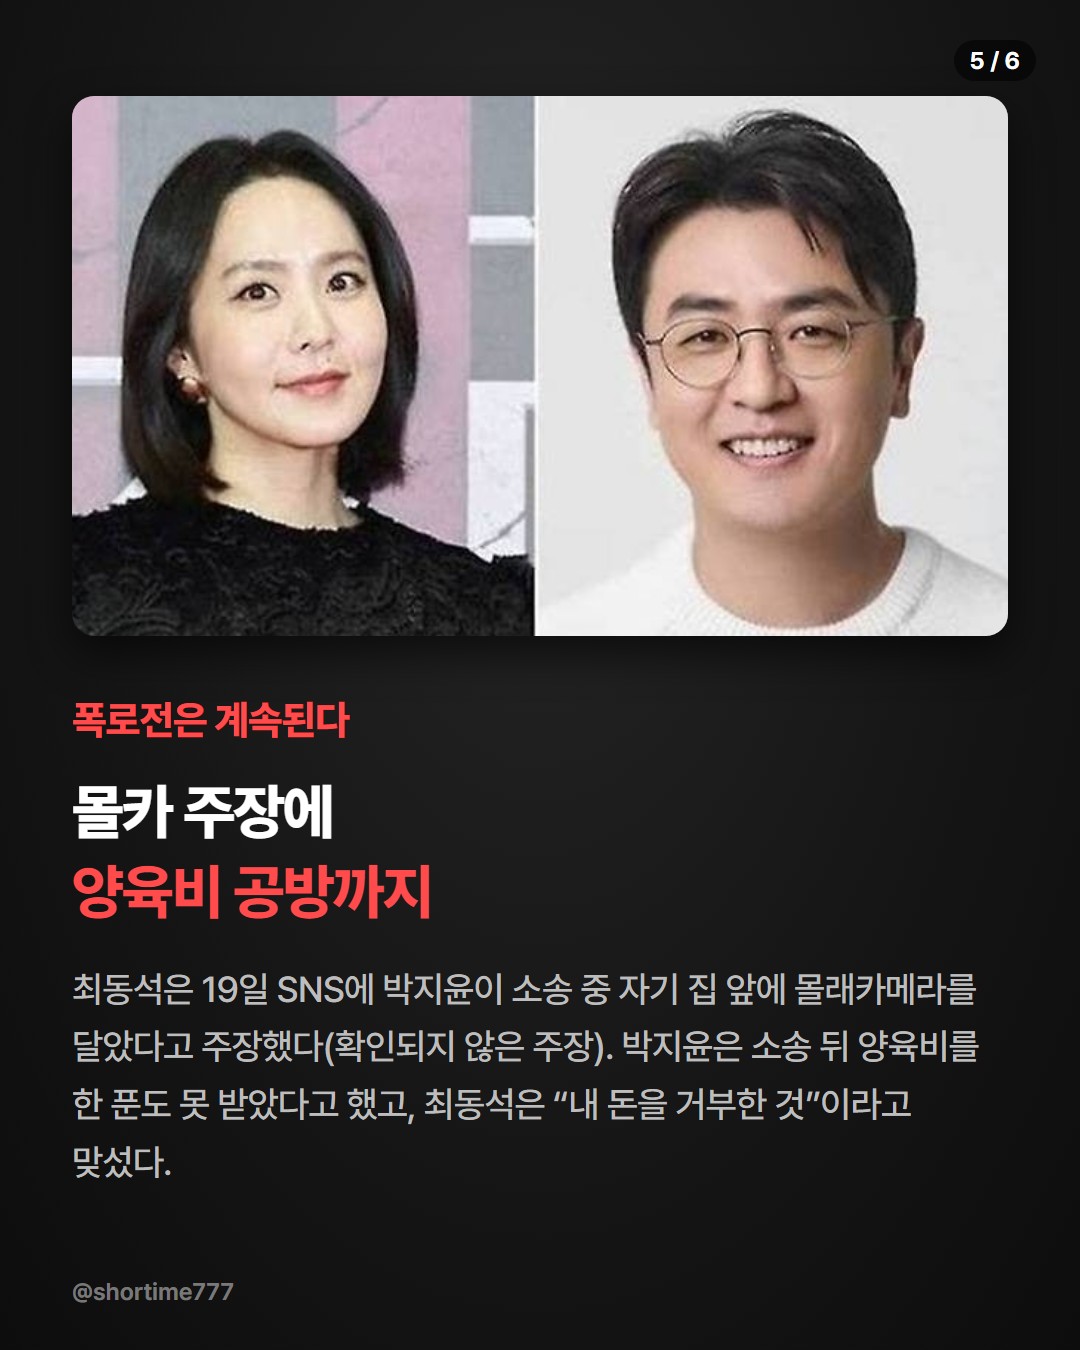 5 / 6
폭로전은 계속된다
몰카 주장에
양육비 공방까지
최동석은 19일 SNS에 박지윤이 소송 중 자기 집 앞에 몰래카메라를
달았다고 주장했다(확인되지 않은 주장). 박지윤은 소송 뒤 양육비를
한 푼도 못 받았다고 했고, 최동석은 “내 돈을 거부한 것”이라고
맞섰다.
@shortime777